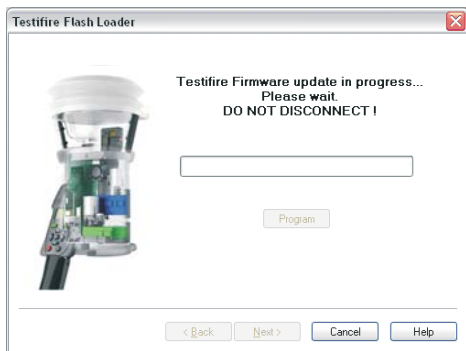 Testifire Flash Loader
Testifire Firmware update in progress...
Please wait.
DO NOT DISCONNECT !
Program
< Back
Next >
Cancel
Help